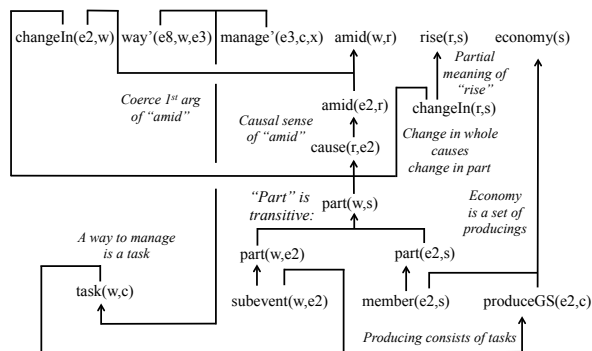 changeIn(e2,w) way’(e8,w,e3) manage’(e3,c,x) amid(w,r) rise(r,s) economy(s)
Partial
meaning of
“rise”
Coerce 1st arg
of “amid”
amid(e2,r)
changeIn(r,s)
Causal sense
of “amid”
cause(r,e2)
Change in whole
causes
change in part
“Part” is
transitive:
part(w,s)
Economy
is a set of
producings
A way to manage
is a task
part(w,e2)
part(e2,s)
task(w,c)
subevent(w,e2)
member(e2,s)
produceGS(e2,c)
Producing consists of tasks